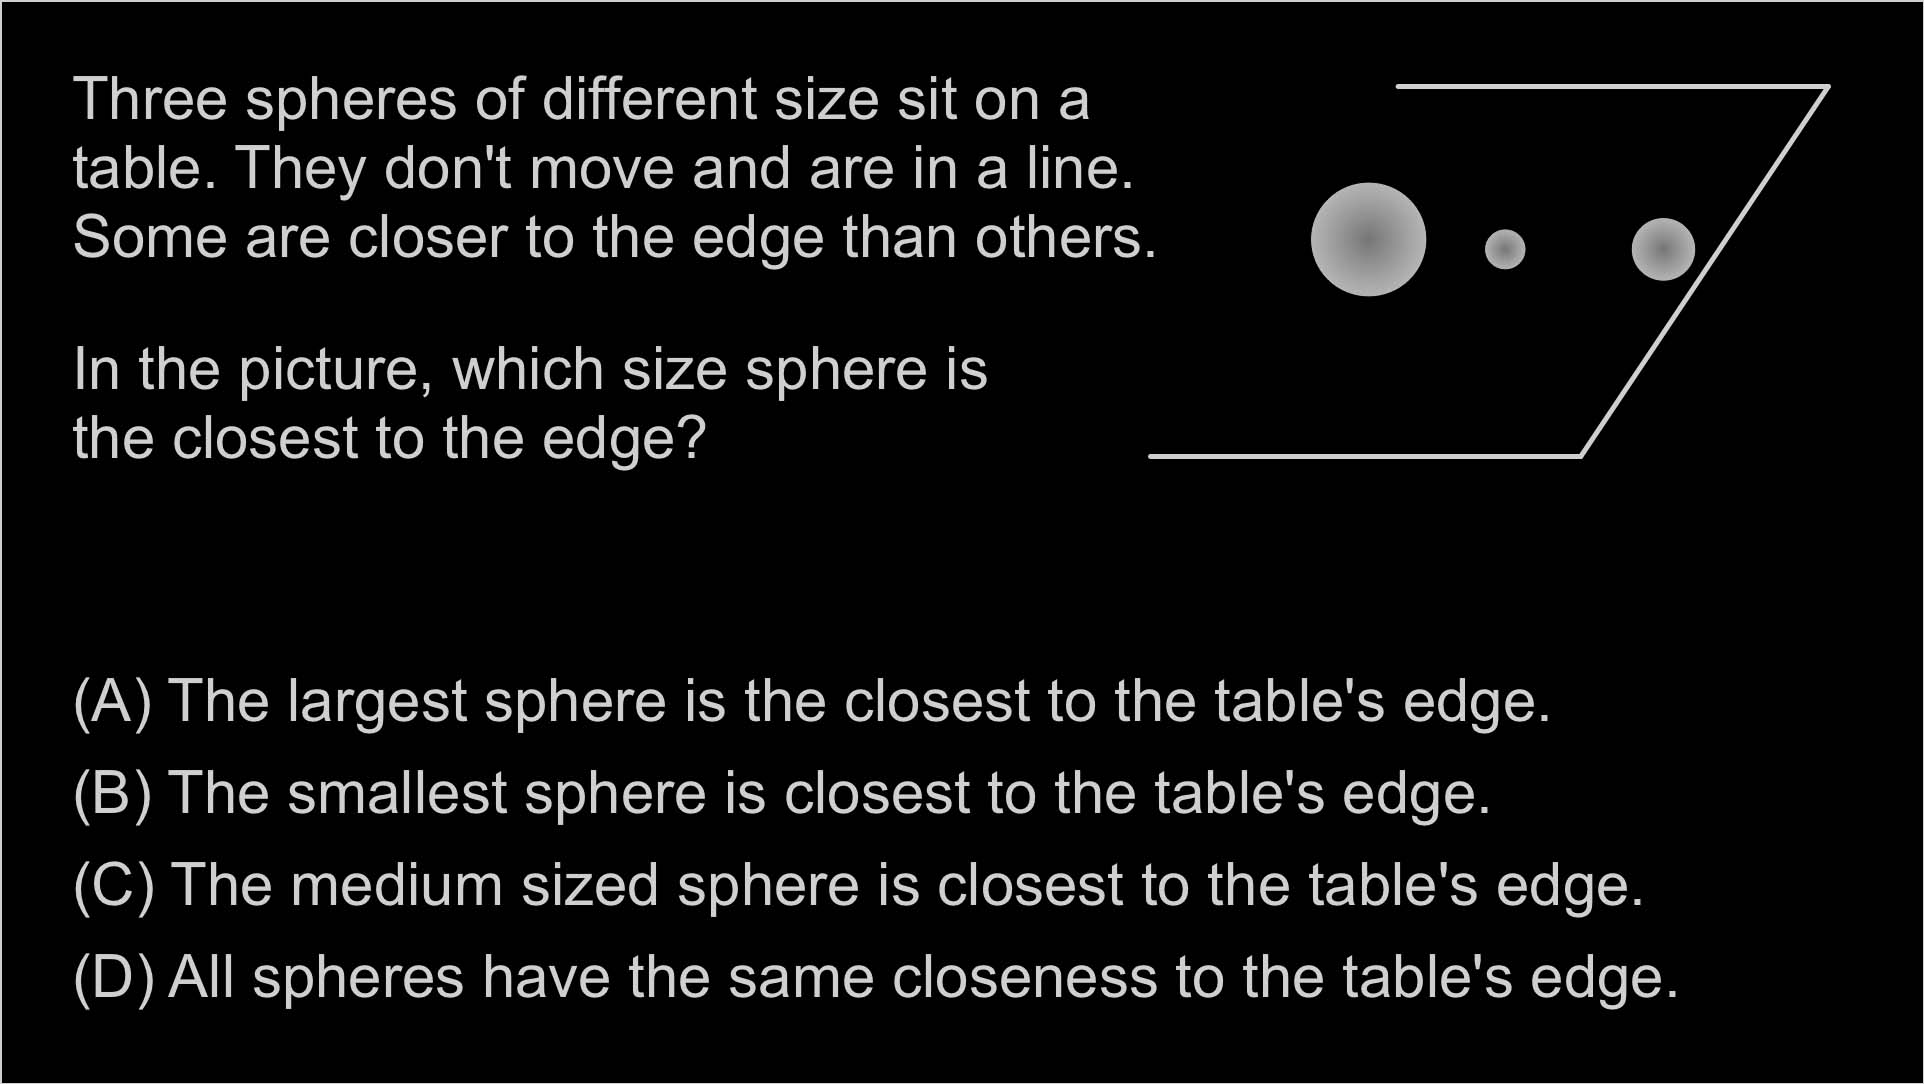 Three spheres of different size sit on a
table. They don't move and are in a line.
Some are closer to the edge than others.
In the picture, which size sphere is
the closest to the edge?
(A) The largest sphere is the closest to the table's edge.
(B) The smallest sphere is closest to the table's edge.
(C) The medium sized sphere is closest to the table's edge.
(D) All spheres have the same closeness to the table's edge.